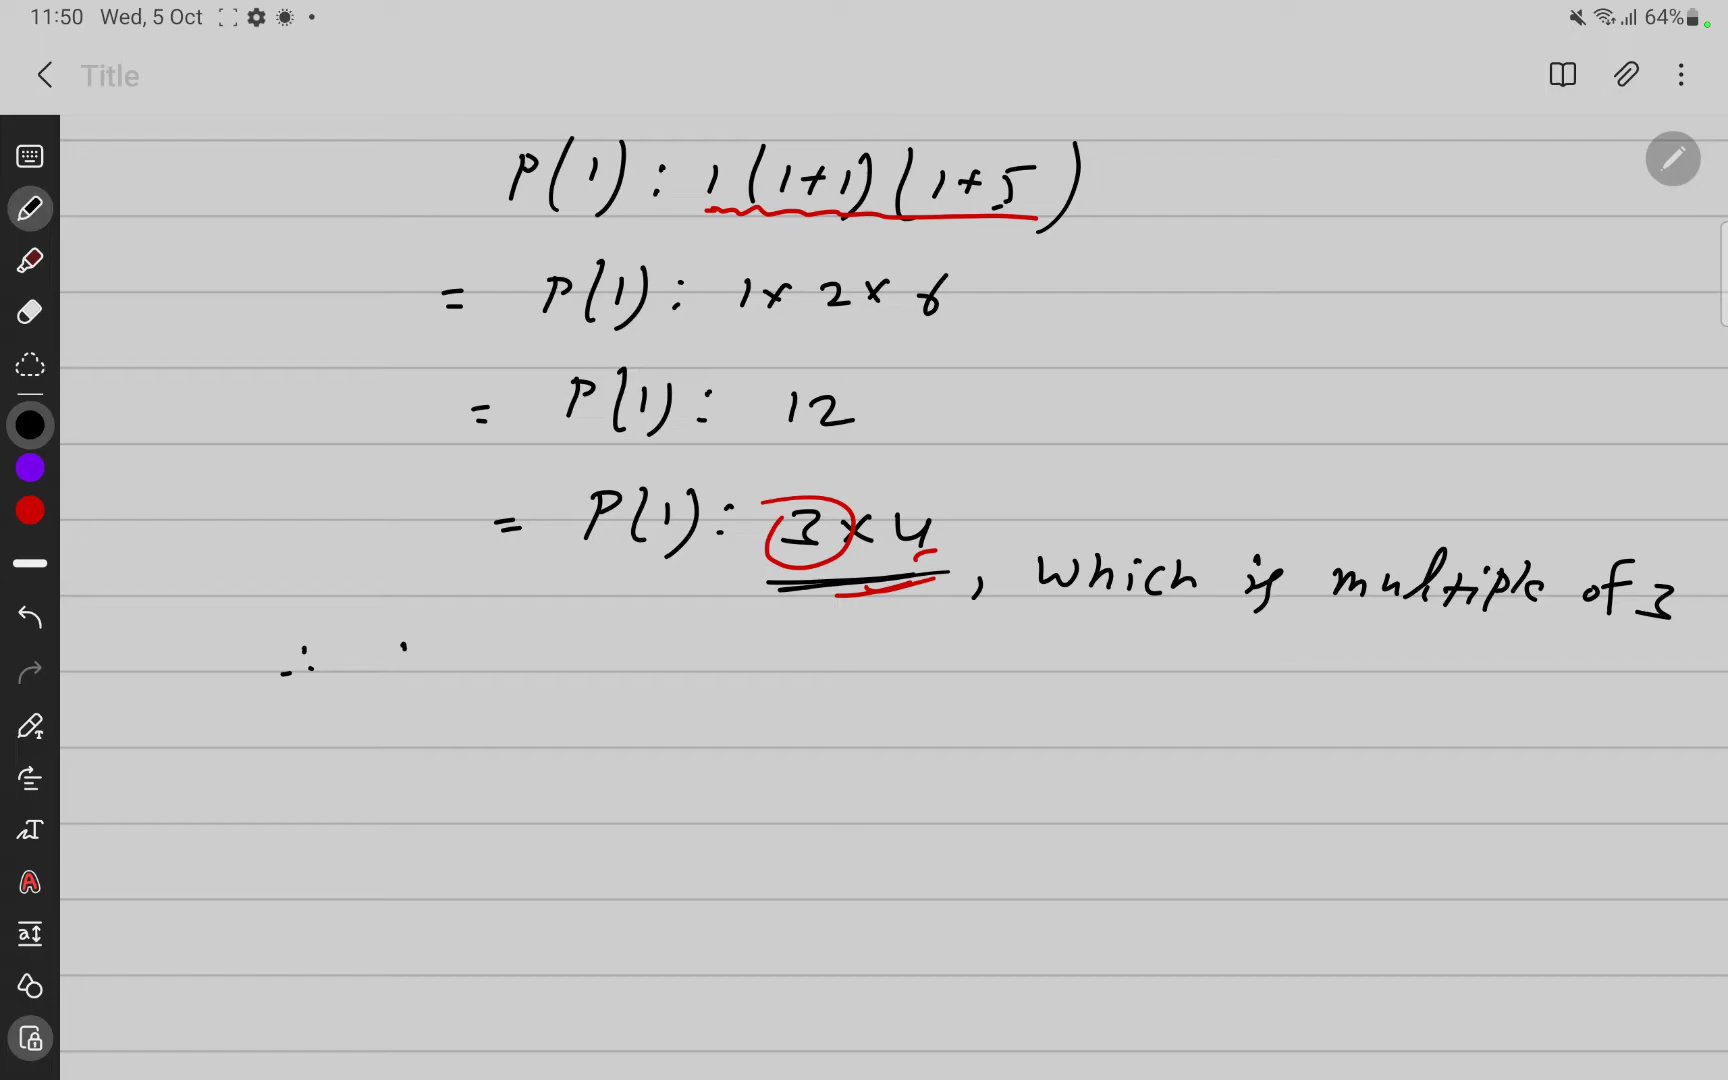 11:50 Wed, 5 Oct 64%
Title
P(1) : 1(1+1)(1+5)
= P(1) : 1 × 2 × 6
= P(1) : 12
= P(1) : 3 × 4 , which is multiple of 3
∴